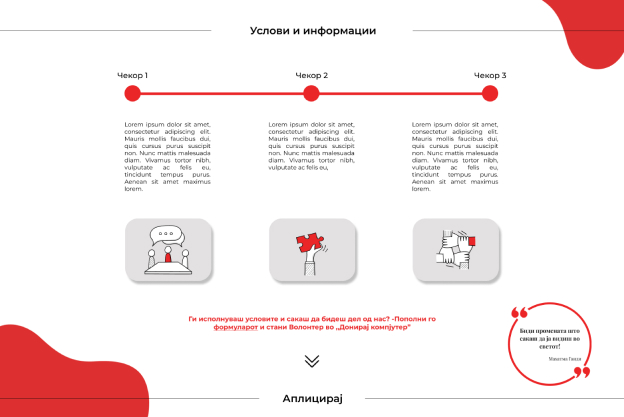 Услови и информации
Чекор 1
Чекор 2
Чекор 3
Lorem ipsum dolor sit amet,
consectetur adipiscing elit.
Mauris mollis faucibus dui,
quis cursus purus suscipit
non. Nunc mattis malesuada
diam. Vivamus tortor nibh,
vulputate ac felis eu,
tincidunt tempus purus.
Aenean sit amet maximus
lorem.
Lorem ipsum dolor sit amet,
consectetur adipiscing elit.
Mauris mollis faucibus dui,
quis cursus purus suscipit
non. Nunc mattis malesuada
diam. Vivamus tortor nibh,
vulputate ac felis eu,
Lorem ipsum dolor sit amet,
consectetur adipiscing elit.
Mauris mollis faucibus dui,
quis cursus purus suscipit
non. Nunc mattis malesuada
diam. Vivamus tortor nibh,
vulputate ac felis eu,
tincidunt tempus purus.
Aenean sit amet maximus
lorem.
Ги исполнуваш условите и сакаш да бидеш дел од нас? -Пополни го
формуларот и стани Волонтер во „Донирај компјутер"
Биди промената што
сакаш да ја видиш во
светот!
Махатма Ганди
Аплицирај